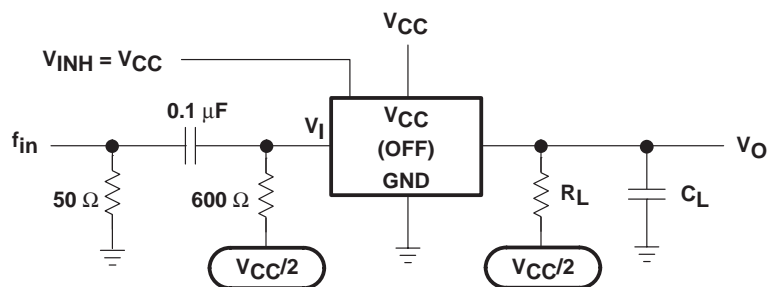 VCC
VINH = VCC
0.1 μF
fin
VI
VCC
(OFF)
GND
VO
50 Ω
600 Ω
RL
CL
VCC/2
VCC/2